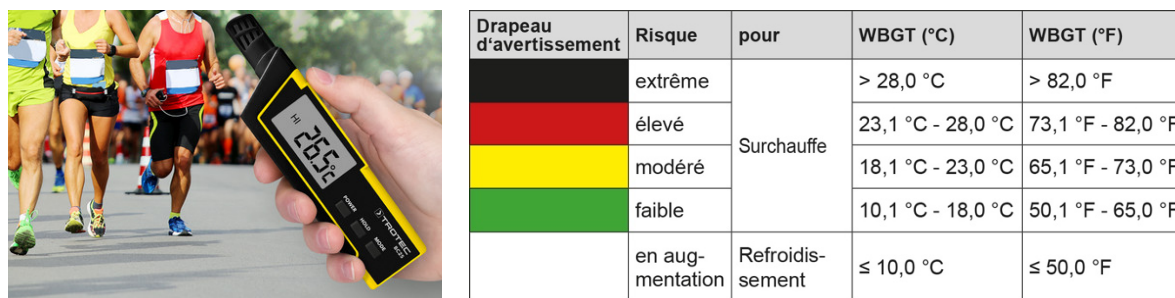 HI
26.5°C
POWER
HOLD
MODE
TROTEC
BC25
Drapeau d'avertissement Risque pour WBGT (°C) WBGT (°F)
extrême > 28,0 °C > 82,0 °F
élevé 23,1 °C - 28,0 °C 73,1 °F - 82,0 °F
Surchauffe
modéré 18,1 °C - 23,0 °C 65,1 °F - 73,0 °F
faible 10,1 °C - 18,0 °C 50,1 °F - 65,0 °F
en aug-
mentation Refroidis-
sement ≤ 10,0 °C ≤ 50,0 °F